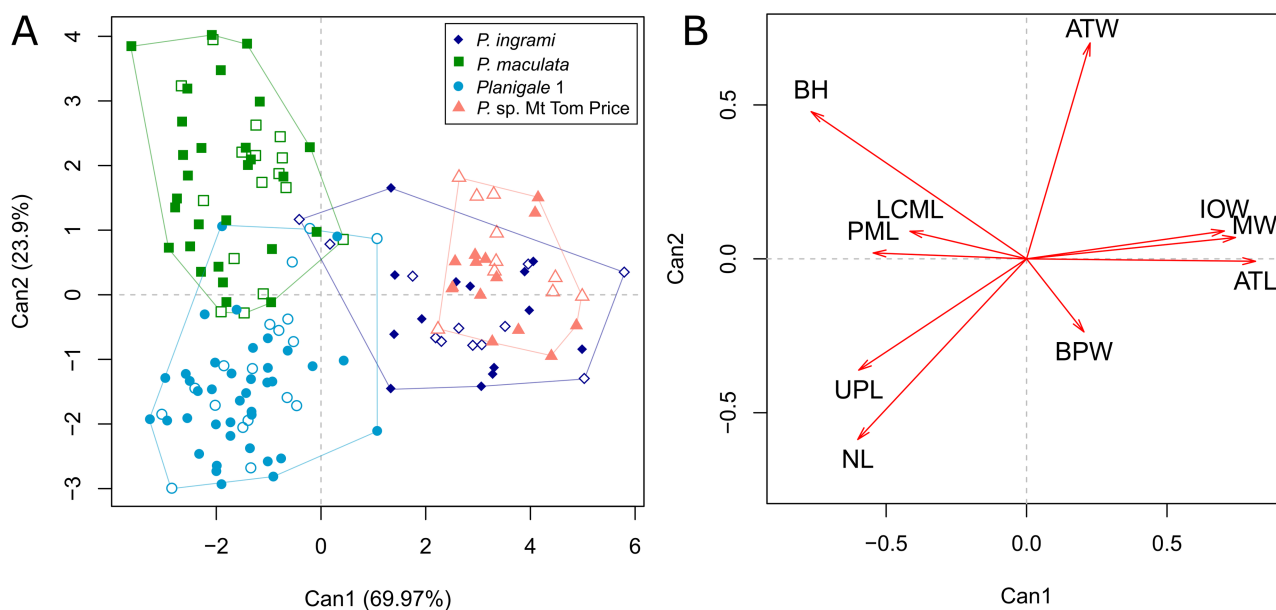 A
4
3
2
1
0
−1
−2
−3
Can2 (23.9%)
P. ingrami
P. maculata
Planigale 1
P. sp. Mt Tom Price
−2
0
2
4
6
Can1 (69.97%)
B
0.5
0.0
−0.5
Can2
ATW
BH
LCML
PML
IOW
MW
ATL
BPW
UPL
NL
−0.5
0.0
0.5
Can1